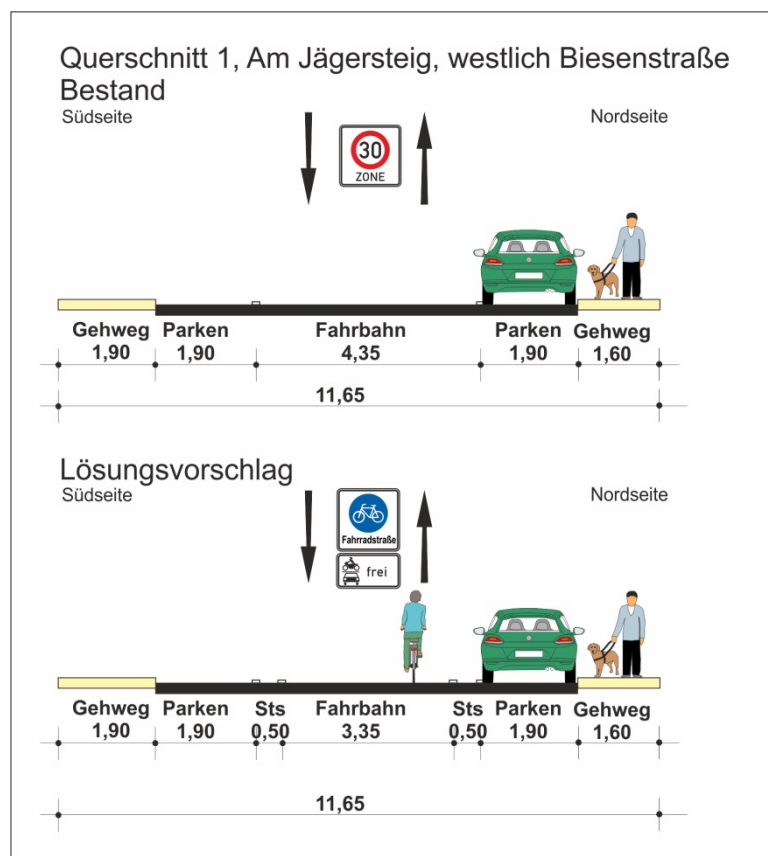 Querschnitt 1, Am Jägersteig, westlich Biesenstraße
Bestand
Südseite
Nordseite
30
ZONE
Gehweg Parken Fahrbahn Parken Gehweg
1,90 1,90 4,35 1,90 1,60
11,65
Lösungsvorschlag
Südseite
Nordseite
Fahrradstraße
frei
Gehweg Parken Sts Fahrbahn Sts Parken Gehweg
1,90 1,90 0,50 3,35 0,50 1,90 1,60
11,65